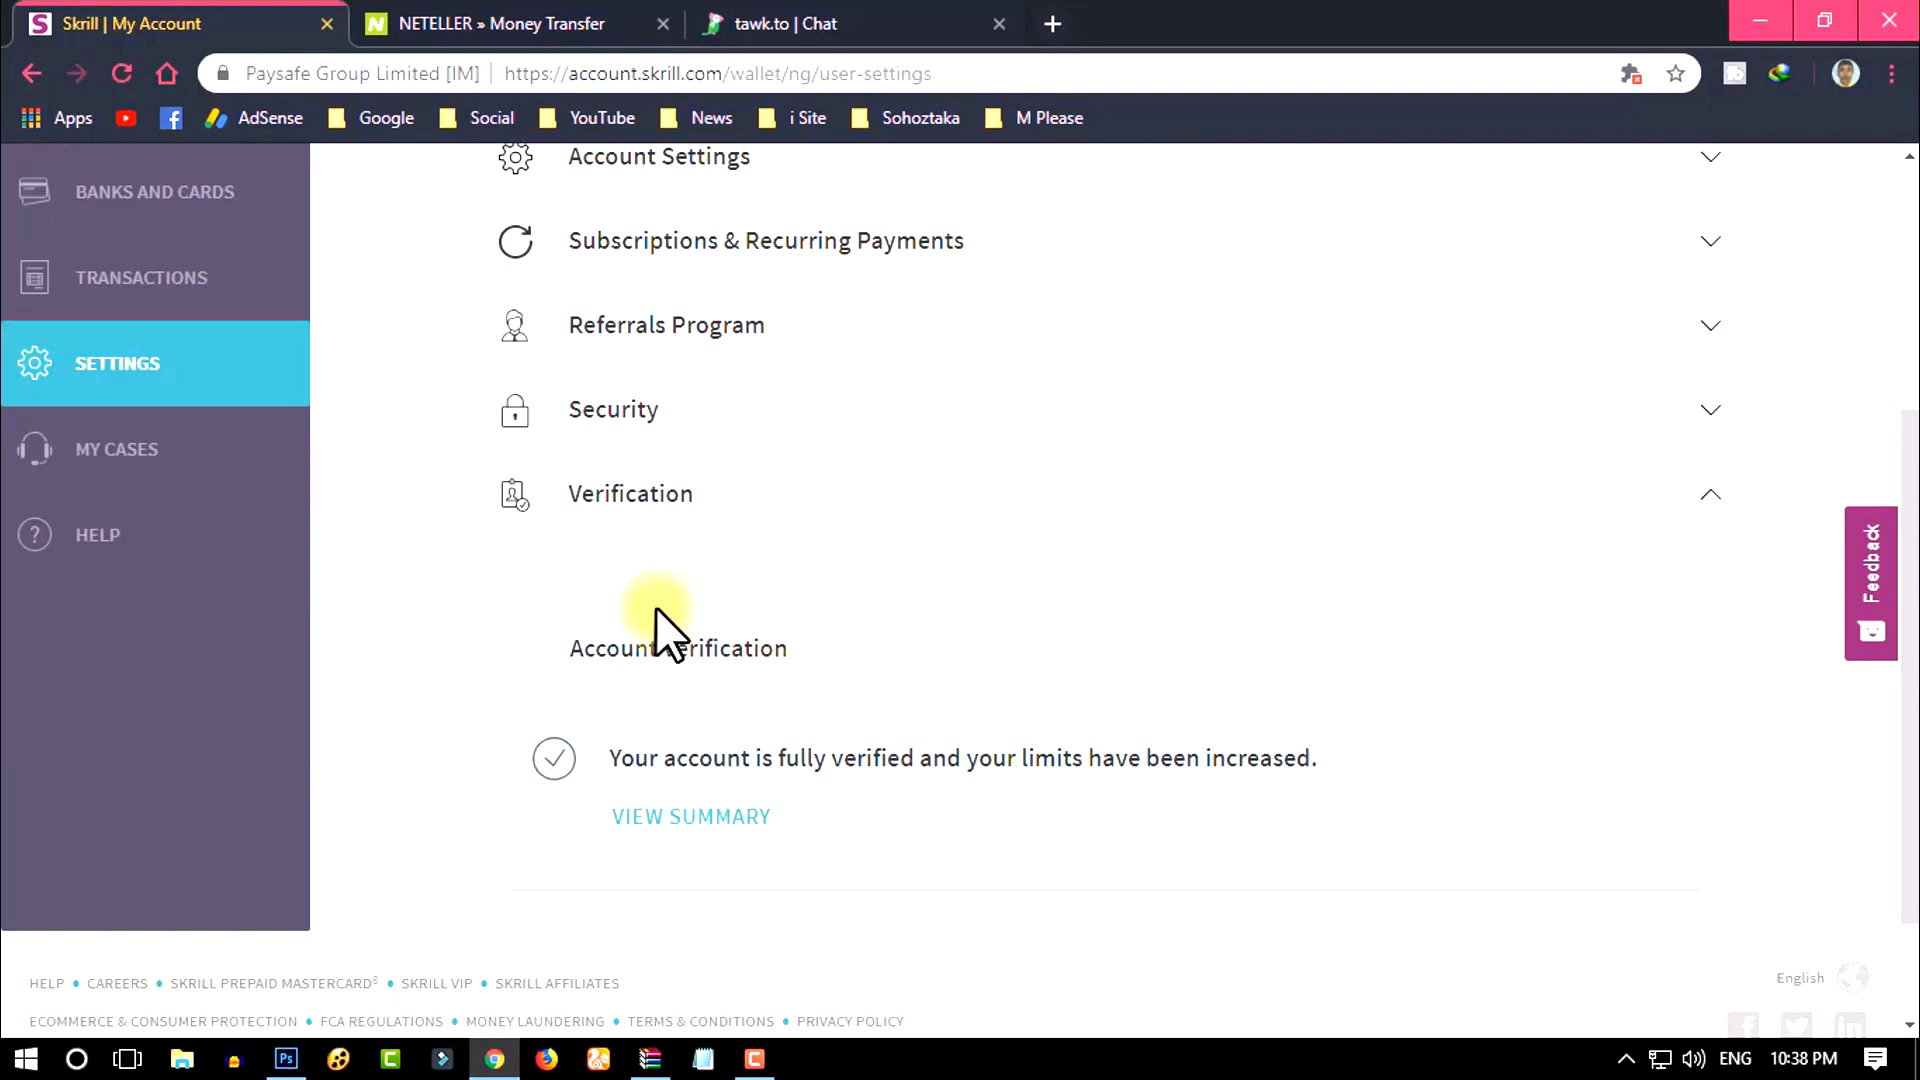 Skrill | My Account
NETELLER » Money Transfer
tawk.to | Chat
Paysafe Group Limited [IM] | https://account.skrill.com/wallet/ng/user-settings
Apps
AdSense
Google
Social
YouTube
News
i Site
Sohoztaka
M Please
BANKS AND CARDS
TRANSACTIONS
SETTINGS
MY CASES
HELP
Account Settings
Subscriptions & Recurring Payments
Referrals Program
Security
Verification
Account Verification
Your account is fully verified and your limits have been increased.
VIEW SUMMARY
Feedback
HELP • CAREERS • SKRILL PREPAID MASTERCARD® • SKRILL VIP • SKRILL AFFILIATES
English
ECOMMERCE & CONSUMER PROTECTION • FCA REGULATIONS • MONEY LAUNDERING • TERMS & CONDITIONS • PRIVACY POLICY
ENG
10:38 PM